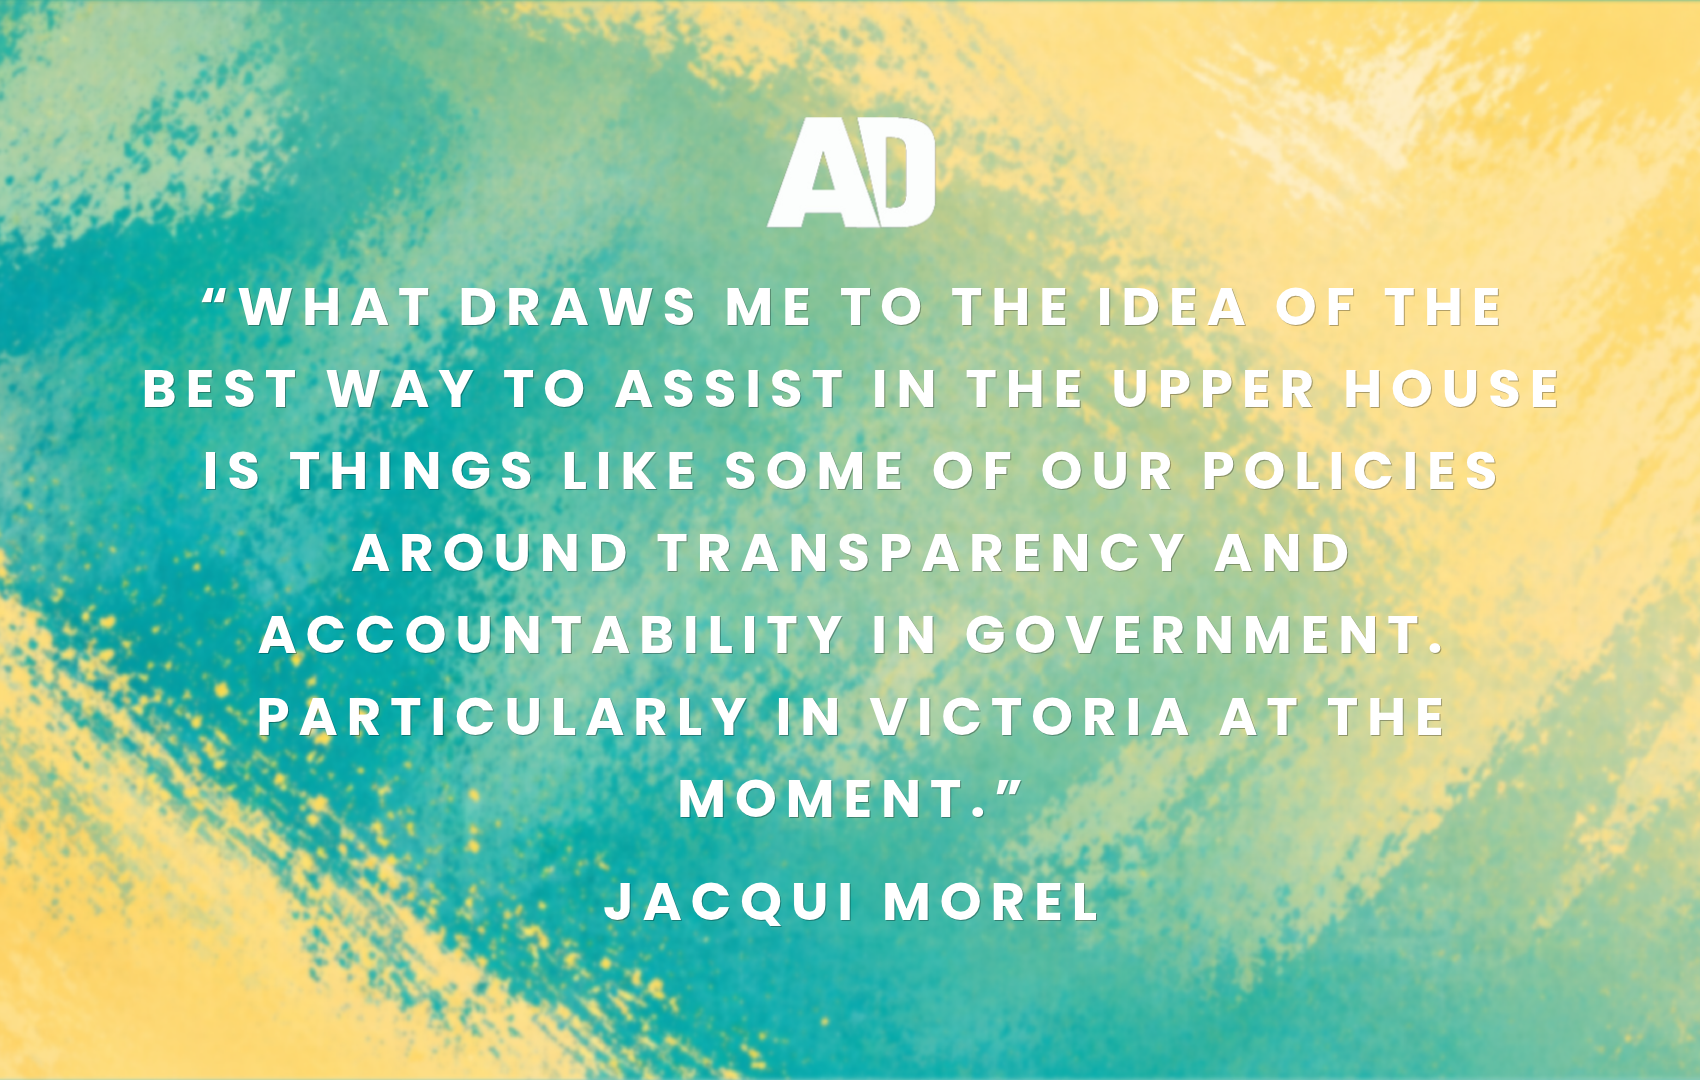 AD
“WHAT DRAWS ME TO THE IDEA OF THE
BEST WAY TO ASSIST IN THE UPPER HOUSE
IS THINGS LIKE SOME OF OUR POLICIES
AROUND TRANSPARENCY AND
ACCOUNTABILITY IN GOVERNMENT.
PARTICULARLY IN VICTORIA AT THE
MOMENT.”
JACQUI MOREL